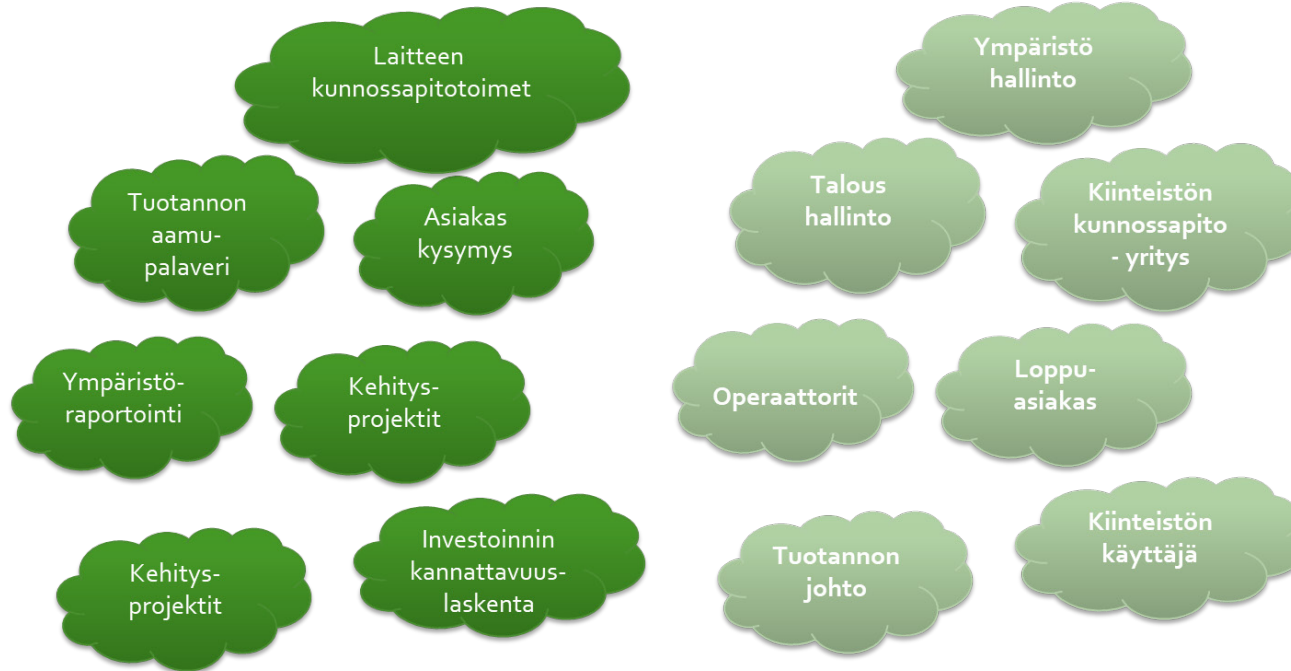 Laitteen
kunnossapitotoimet
Tuotannon
aamu-
palaveri
Asiakas
kysymys
Ympäristö-
raportointi
Kehitys-
projektit
Kehitys-
projektit
Investoinnin
kannattavuus-
laskenta
Ympäristö
hallinto
Talous
hallinto
Kiinteistön
kunnossapito
- yritys
Operaattorit
Loppu-
asiakas
Tuotannon
johto
Kiinteistön
käyttäjä